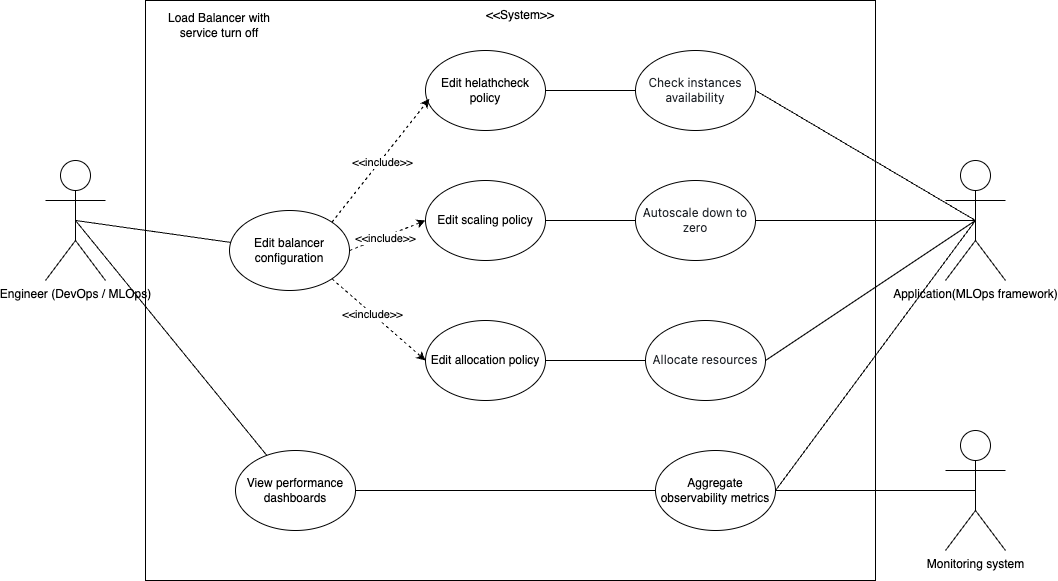 Load Balancer with
service turn off
<<System>>
Edit helathcheck
policy
Check instances
availability
<<include>>
Edit scaling policy
Autoscale down to
zero
<<include>>
Edit balancer
configuration
Engineer (DevOps / MLOps)
Application(MLOps framework)
<<include>>
Edit allocation policy
Allocate resources
View performance
dashboards
Aggregate
observability metrics
Monitoring system